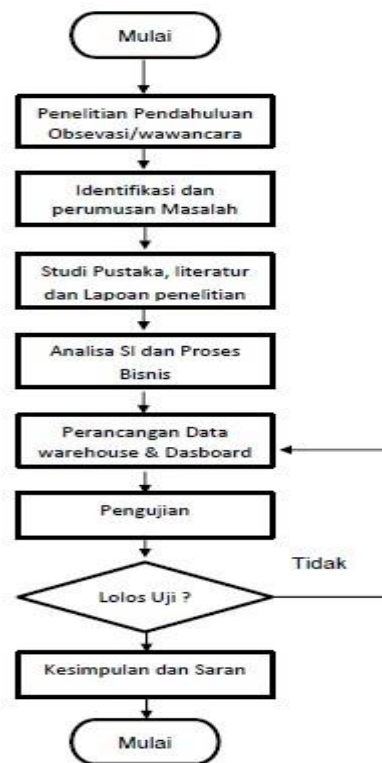 Mulai
Penelitian Pendahuluan
Obsevasi/wawancara
Identifikasi dan
perumusan Masalah
Studi Pustaka, literatur
dan Lapoan penelitian
Analisa SI dan Proses
Bisnis
Perancangan Data
warehouse & Dasboard
Pengujian
Tidak
Lolos Uji ?
Kesimpulan dan Saran
Mulai